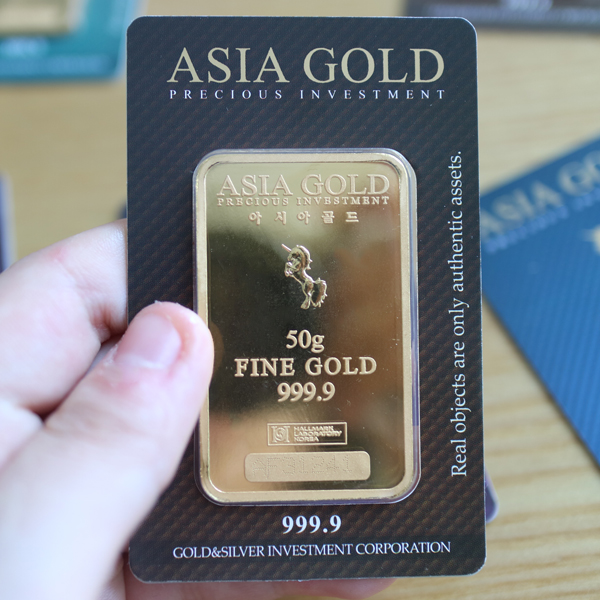 ASIA GOLD
PRECIOUS INVESTMENT
ASIA GOLD
PRECIOUS INVESTMENT
아시아골드
50g
FINE GOLD
999.9
HALLMARK
LABORATORY
KOREA
Real objects are only authentic assets.
999.9
GOLD&SILVER INVESTMENT CORPORATION